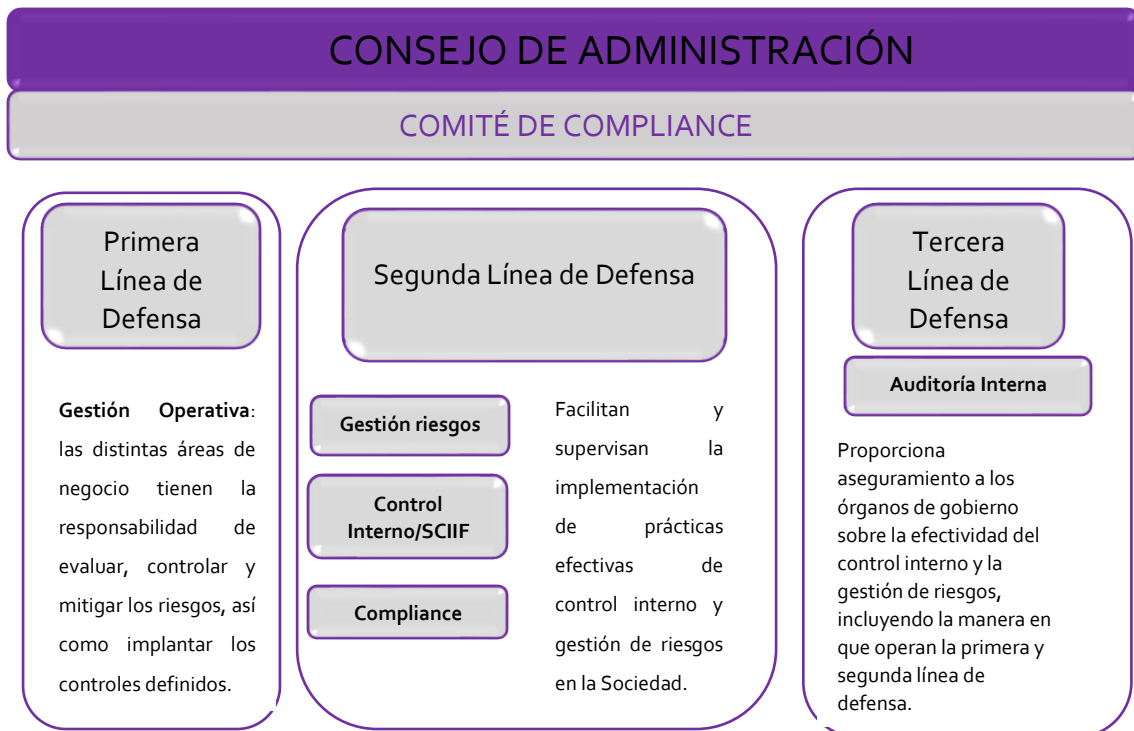 CONSEJO DE ADMINISTRACIÓN
COMITÉ DE COMPLIANCE
Primera
Línea de
Defensa
Gestión Operativa:
las distintas áreas de
negocio tienen la
responsabilidad de
evaluar, controlar y
mitigar los riesgos, así
como implantar los
controles definidos.
Segunda Línea de Defensa
Gestión riesgos
Control
Interno/SCIIF
Compliance
Facilitan y
supervisan la
implementación
de prácticas
efectivas de
control interno y
gestión de riesgos
en la Sociedad.
Tercera
Línea de
Defensa
Auditoría Interna
Proporciona
aseguramiento a los
órganos de gobierno
sobre la efectividad del
control interno y la
gestión de riesgos,
incluyendo la manera en
que operan la primera y
segunda línea de
defensa.